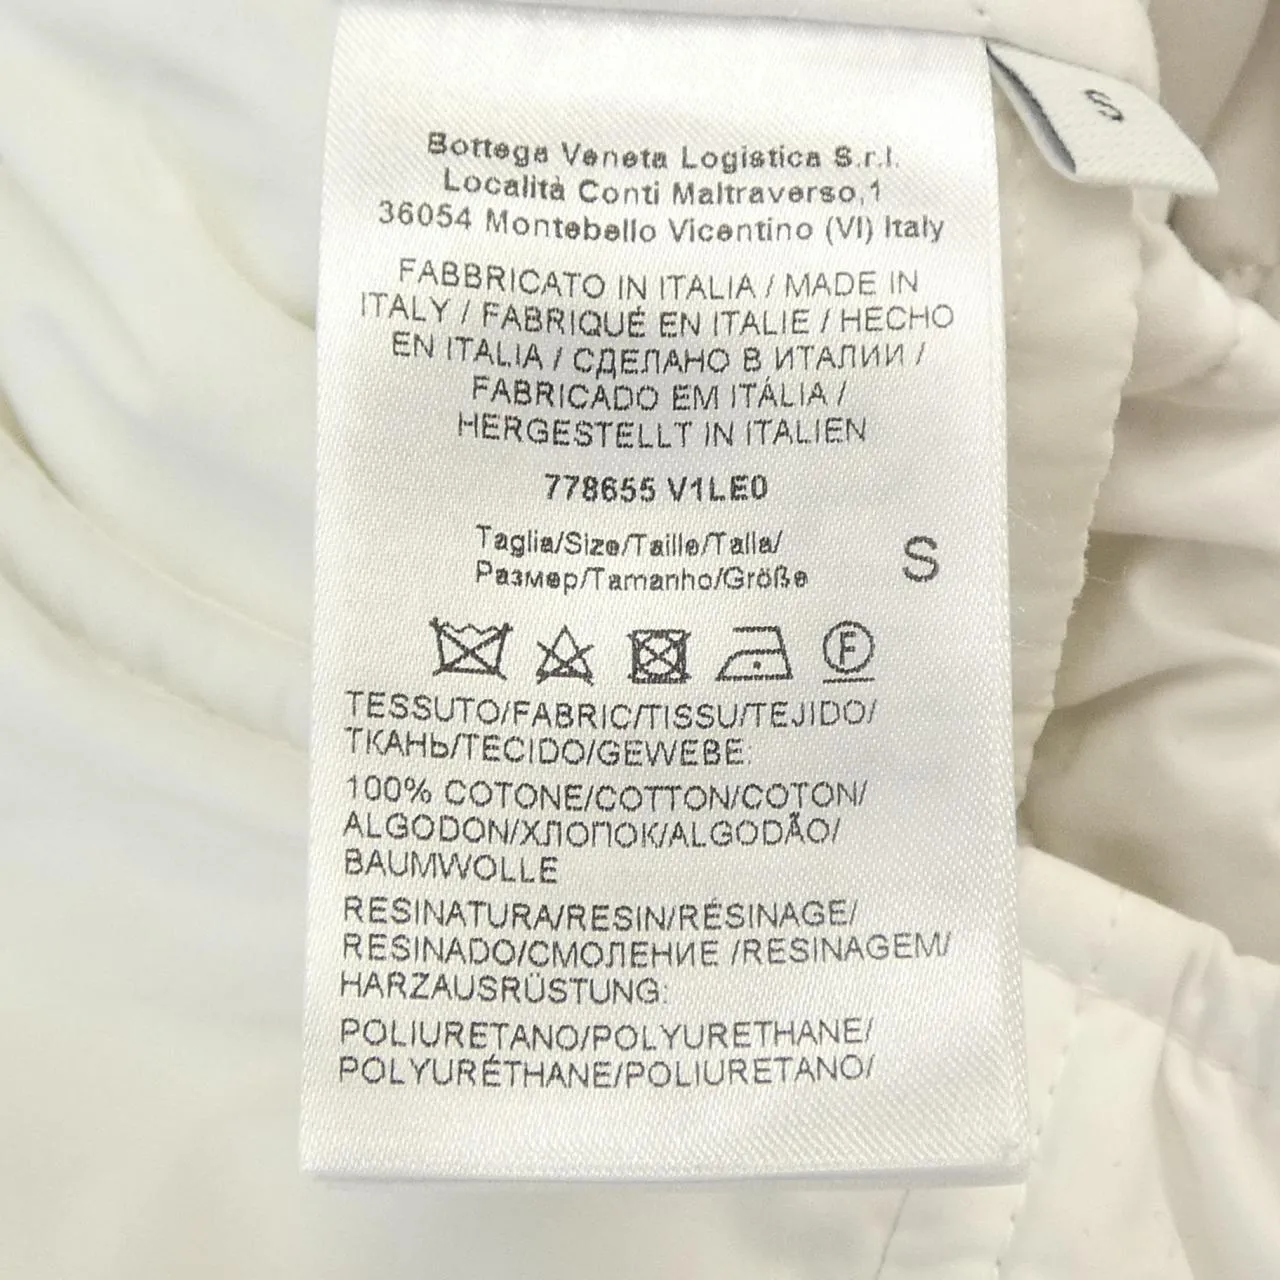 S
Bottega Veneta Logistica S.r.l.
Località Conti Maltraverso,1
36054 Montebello Vicentino (VI) Italy
FABBRICATO IN ITALIA / MADE IN
ITALY / FABRIQUÉ EN ITALIE / HECHO
EN ITALIA / СДЕЛАНО В ИТАЛИИ /
FABRICADO EM ITÁLIA /
HERGESTELLT IN ITALIEN
778655 V1LE0
Taglia/Size/Taille/Talla/
Размер/Tamanho/Größe
S
F
TESSUTO/FABRIC/TISSU/TEJIDO/
ТКАНЬ/TECIDO/GEWEBE:
100% COTONE/COTTON/COTON/
ALGODON/ХЛОПОК/ALGODÃO/
BAUMWOLLE
RESINATURA/RESIN/RÉSINAGE/
RESINADO/СМОЛЕНИЕ /RESINAGEM/
HARZAUSRÜSTUNG:
POLIURETANO/POLYURETHANE/
POLYURÉTHANE/POLIURETANO/